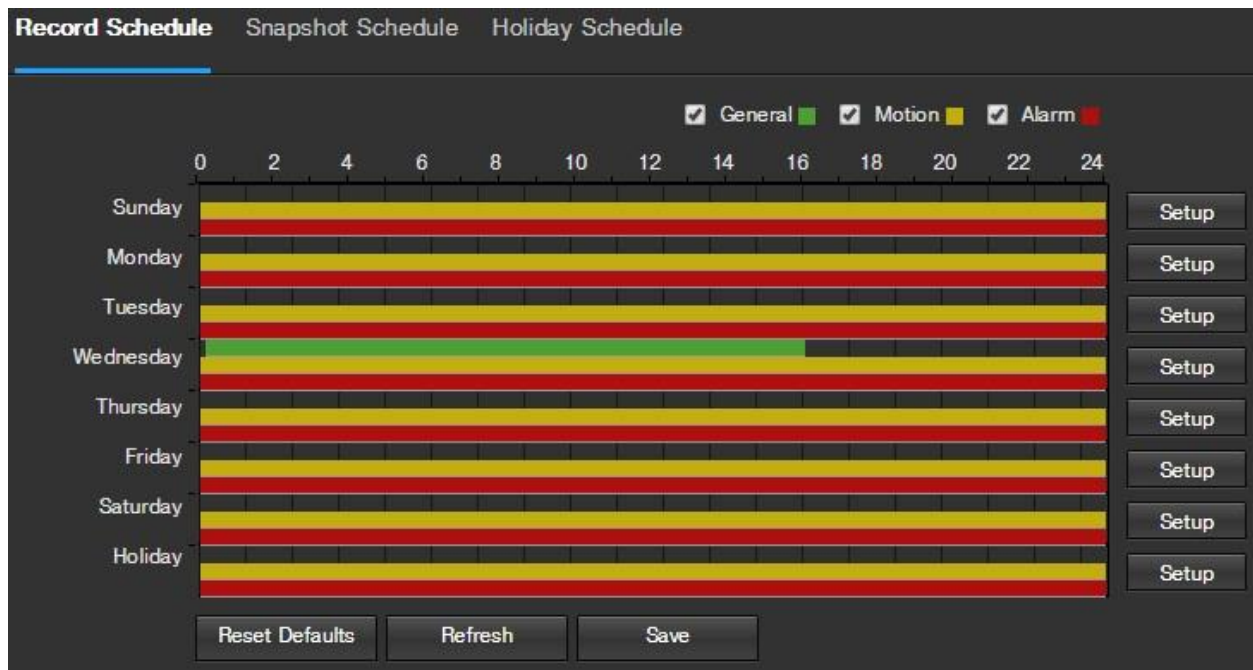 Record Schedule Snapshot Schedule Holiday Schedule
General Motion Alarm
0 2 4 6 8 10 12 14 16 18 20 22 24
Sunday Setup
Monday Setup
Tuesday Setup
Wednesday Setup
Thursday Setup
Friday Setup
Saturday Setup
Holiday Setup
Reset Defaults Refresh Save